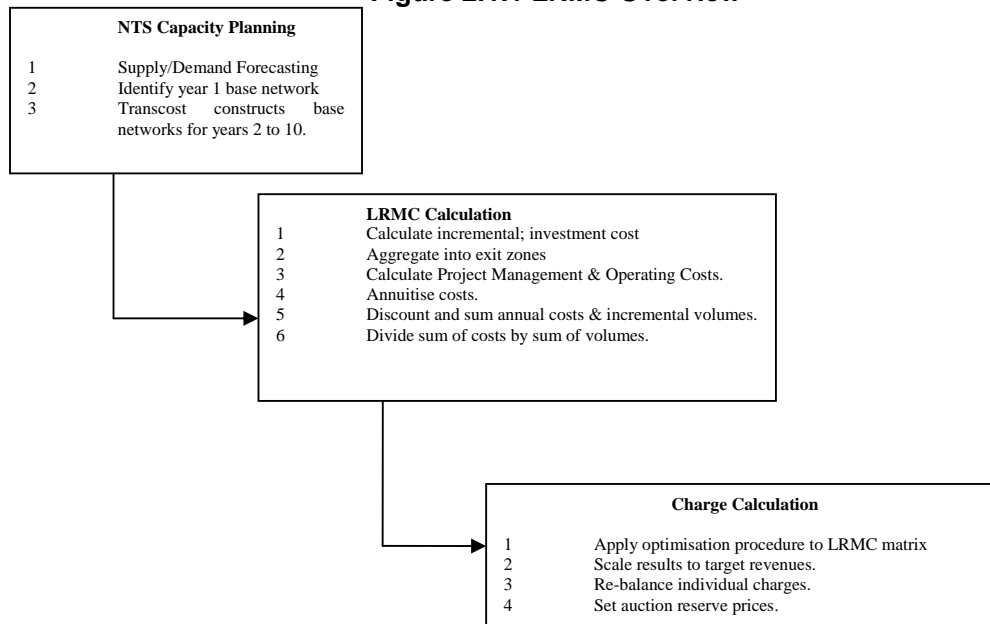 NTS Capacity Planning
1 Supply/Demand Forecasting
2 Identify year 1 base network
3 Transcost constructs base
networks for years 2 to 10.
LRMC Calculation
1 Calculate incremental; investment cost
2 Aggregate into exit zones
3 Calculate Project Management & Operating Costs.
4 Annuitise costs.
5 Discount and sum annual costs & incremental volumes.
6 Divide sum of costs by sum of volumes.
Charge Calculation
1 Apply optimisation procedure to LRMC matrix
2 Scale results to target revenues.
3 Re-balance individual charges.
4 Set auction reserve prices.